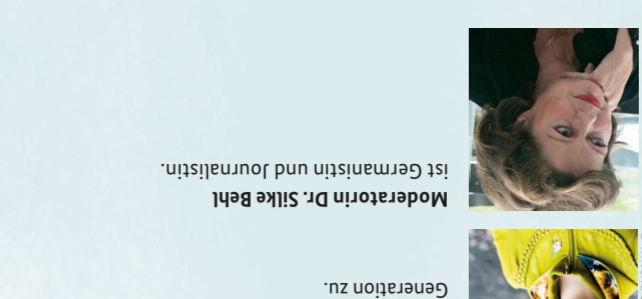 Generation zu.
Moderatorin Dr. Silke Behl
ist Germanistin und Journalistin.